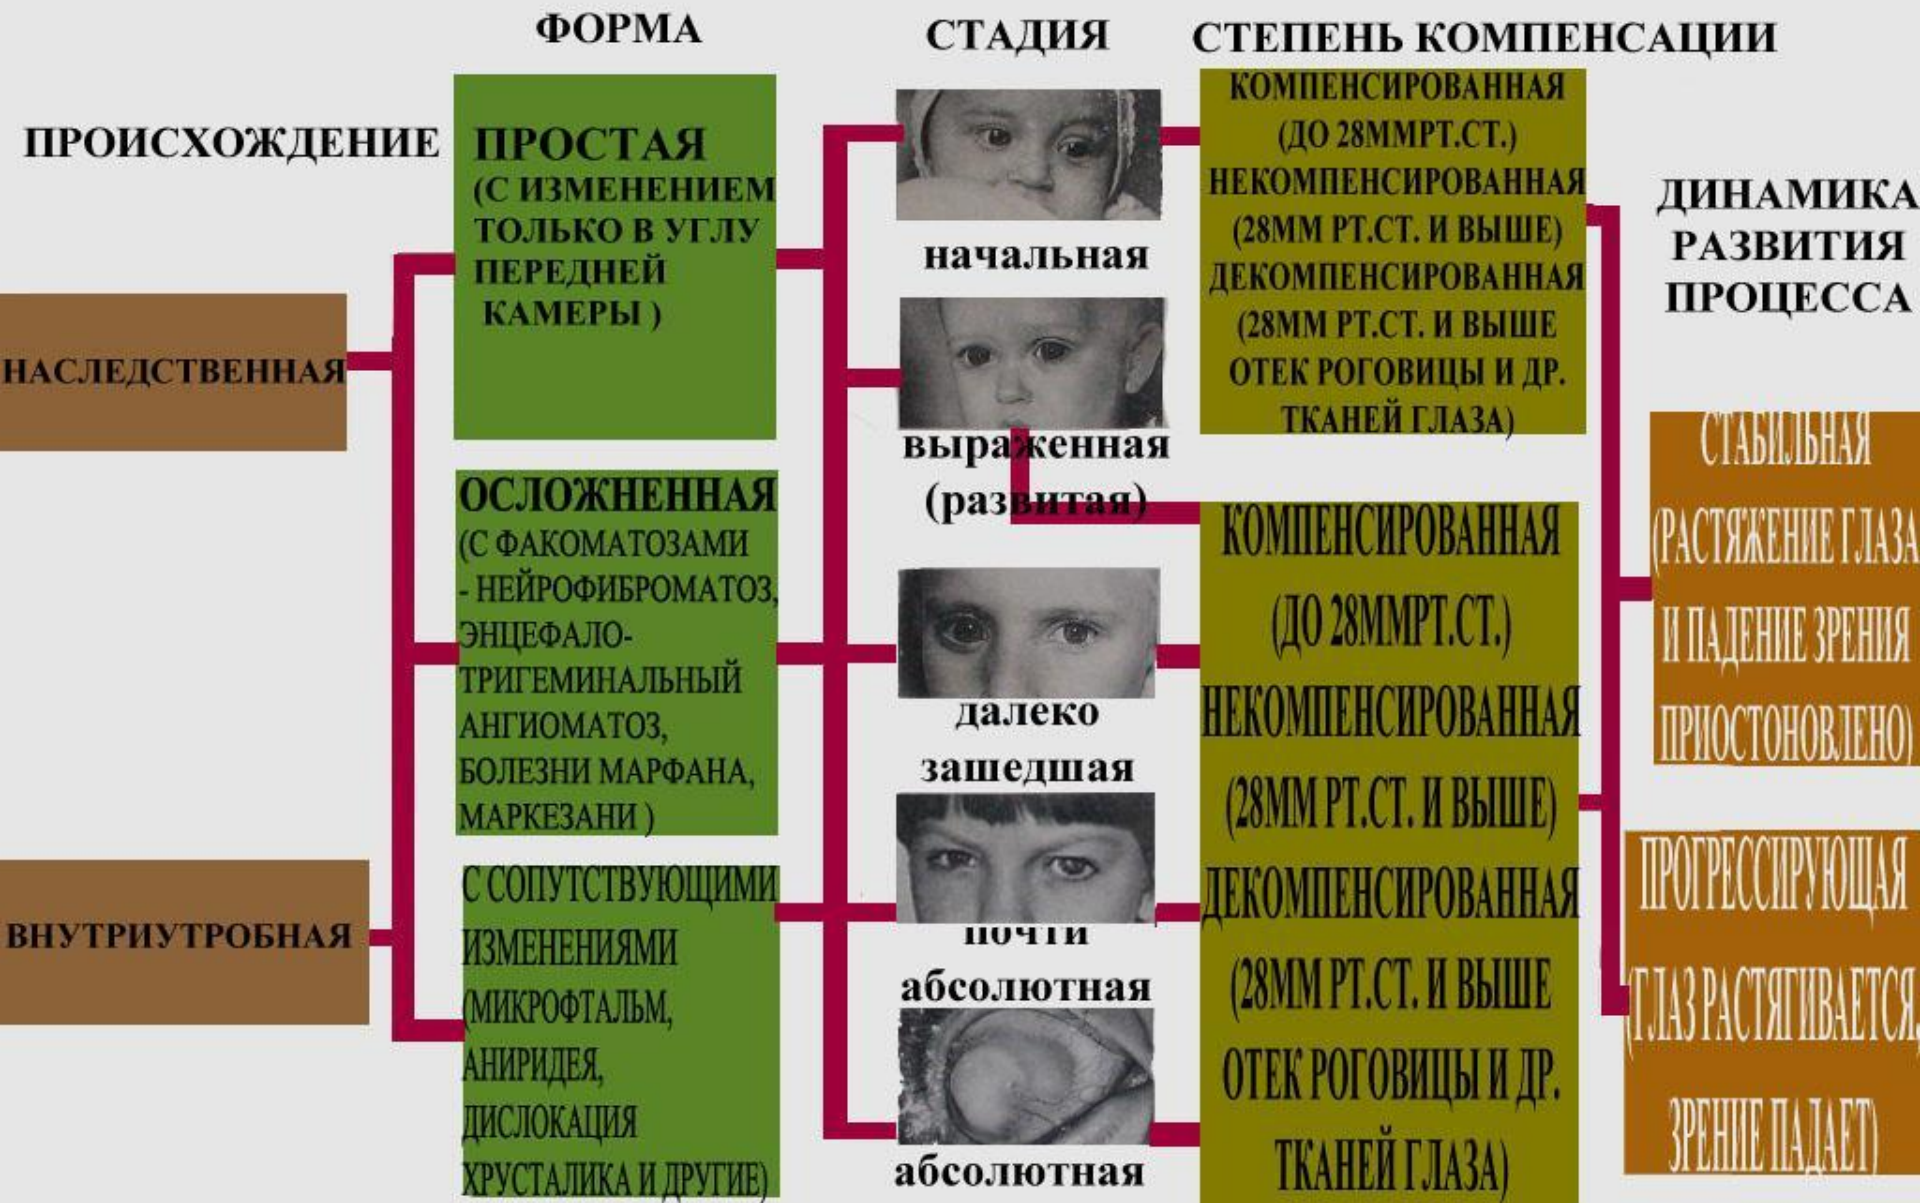 ПРОИСХОЖДЕНИЕ
НАСЛЕДСТВЕННАЯ
ВНУТРИУТРОБНАЯ
ФОРМА
ПРОСТАЯ
(С ИЗМЕНЕНИЕМ
ТОЛЬКО В УГЛУ
ПЕРЕДНЕЙ
КАМЕРЫ )
ОСЛОЖНЕННАЯ
(С ФАКОМАТОЗАМИ
- НЕЙРОФИБРОМАТОЗ,
ЭНЦЕФАЛО-
ТРИГЕМИНАЛЬНЫЙ
АНГИОМАТОЗ,
БОЛЕЗНИ МАРФАНА,
МАРКЕЗАНИ )
С СОПУТСТВУЮЩИМИ
ИЗМЕНЕНИЯМИ
(МИКРОФТАЛЬМ,
АНИРИДЕЯ,
ДИСЛОКАЦИЯ
ХРУСТАЛИКА И ДРУГИЕ)
СТАДИЯ
начальная
выраженная
(развитая)
далеко
зашедшая
почти
абсолютная
абсолютная
СТЕПЕНЬ КОМПЕНСАЦИИ
КОМПЕНСИРОВАННАЯ
(ДО 28ММРТ.СТ.)
НЕКОМПЕНСИРОВАННАЯ
(28ММ РТ.СТ. И ВЫШЕ)
ДЕКОМПЕНСИРОВАННАЯ
(28ММ РТ.СТ. И ВЫШЕ
ОТЕК РОГОВИЦЫ И ДР.
ТКАНЕЙ ГЛАЗА)
КОМПЕНСИРОВАННАЯ
(ДО 28ММРТ.СТ.)
НЕКОМПЕНСИРОВАННАЯ
(28ММ РТ.СТ. И ВЫШЕ)
ДЕКОМПЕНСИРОВАННАЯ
(28ММ РТ.СТ. И ВЫШЕ
ОТЕК РОГОВИЦЫ И ДР.
ТКАНЕЙ ГЛАЗА)
ДИНАМИКА
РАЗВИТИЯ
ПРОЦЕССА
СТАБИЛЬНАЯ
(РАСТЯЖЕНИЕ ГЛАЗА
И ПАДЕНИЕ ЗРЕНИЯ
ПРИОСТОНОВЛЕНО)
ПРОГРЕССИРУЮЩАЯ
(ГЛАЗ РАСТЯГИВАЕТСЯ,
ЗРЕНИЕ ПАДАЕТ)